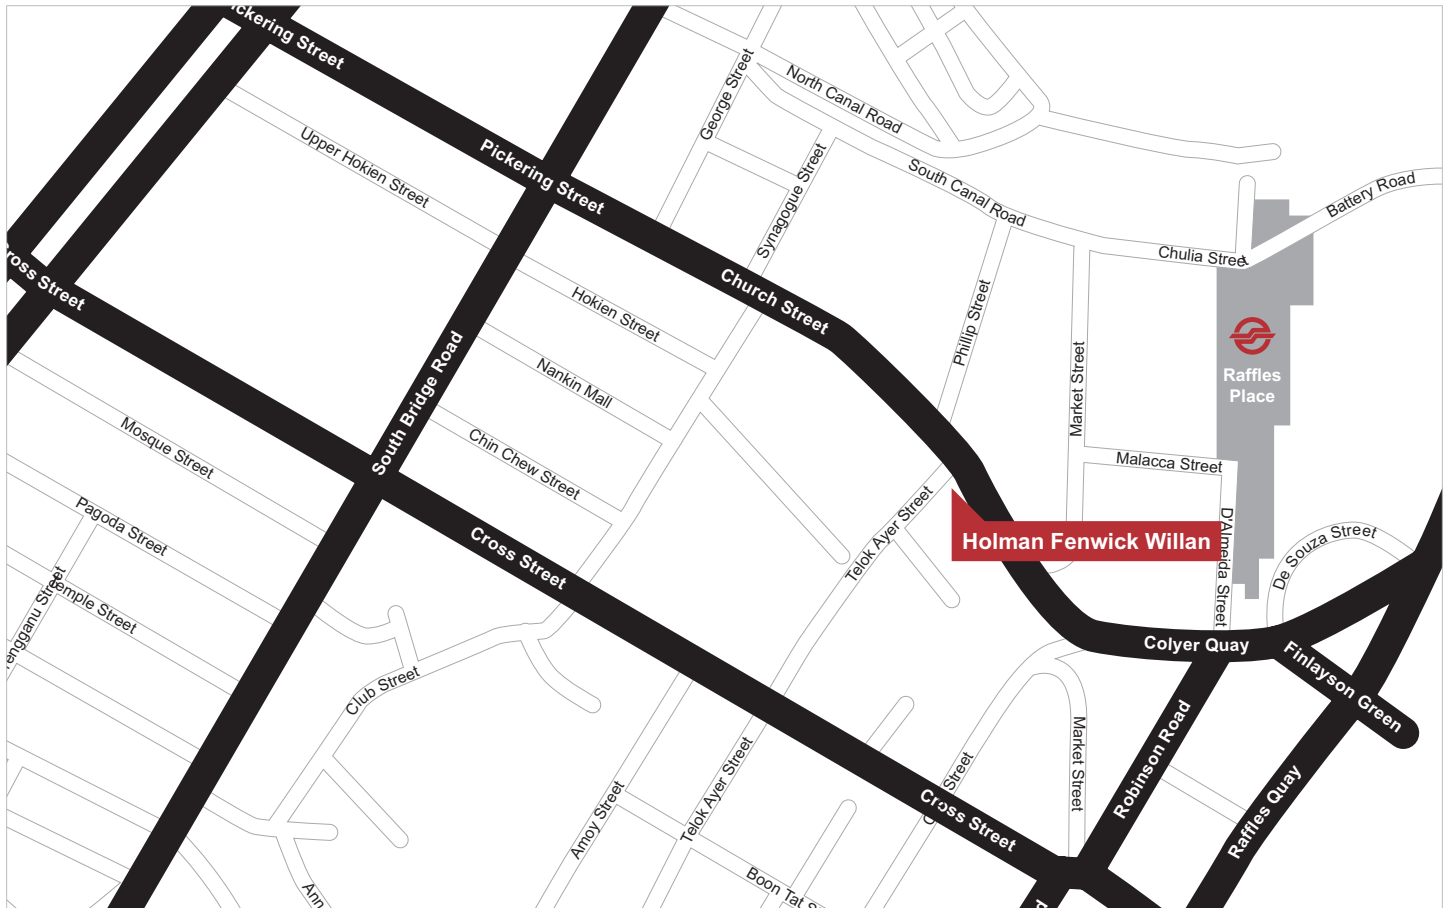 Pickering Street
North Canal Road
George Street
Upper Hokien Street
Pickering Street
Synagogue Street
South Canal Road
Battery Road
Chulia Stree
Cross Street
Church Street
Hokien Street
Phillip Street
Market Street
Raffles
Place
South Bridge Road
Nankin Mall
Mosque Street
Chin Chew Street
Malacca Street
Pagoda Street
Telok Ayer Street
Holman Fenwick Willan
D'Almeida Street
De Souza Street
Cross Street
Temple Street
Colyer Quay
Finlayson Green
Club Street
Market Street
Robinson Road
Street
Telok Ayer Street
Amoy Street
Cross Street
Raffles Quay
Boon Tat S
Ann